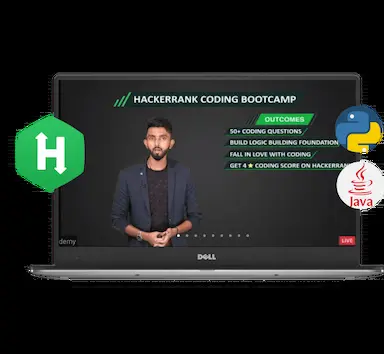 HACKERRANK CODING BOOTCAMP
OUTCOMES
50+ CODING QUESTIONS
BUILD LOGIC BUILDING FOUNDATION
FALL IN LOVE WITH CODING
GET 4 ★ CODING SCORE ON HACKERRANK
H
Java
demy
LIVE
DELL